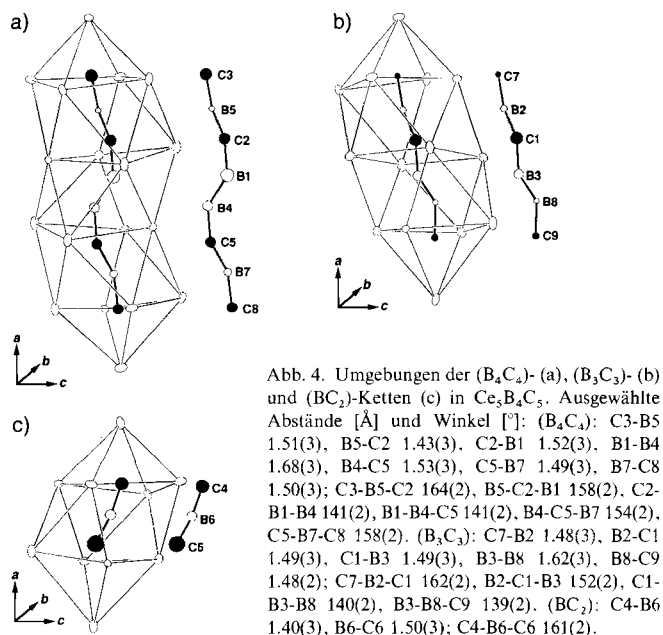 a)
C3
B5
C2
B1
B4
C5
B7
C8
a
b
c
b)
C7
B2
C1
B3
B8
C9
a
b
c
c)
C4
B6
C6
a
b
c
Abb. 4. Umgebungen der (B₄C₄)- (a), (B₃C₃)- (b)
und (BC₂)-Ketten (c) in Ce₅B₄C₅. Ausgewählte
Abstände [Å] und Winkel [°]: (B₄C₄): C3-B5
1.51(3), B5-C2 1.43(3), C2-B1 1.52(3), B1-B4
1.68(3), B4-C5 1.53(3), C5-B7 1.49(3), B7-C8
1.50(3); C3-B5-C2 164(2), B5-C2-B1 158(2), C2-
B1-B4 141(2), B1-B4-C5 141(2), B4-C5-B7 154(2),
C5-B7-C8 158(2). (B₃C₃): C7-B2 1.48(3), B2-C1
1.49(3), C1-B3 1.49(3), B3-B8 1.62(3), B8-C9
1.48(2); C7-B2-C1 162(2), B2-C1-B3 152(2), C1-
B3-B8 140(2), B3-B8-C9 139(2). (BC₂): C4-B6
1.40(3), B6-C6 1.50(3); C4-B6-C6 161(2).